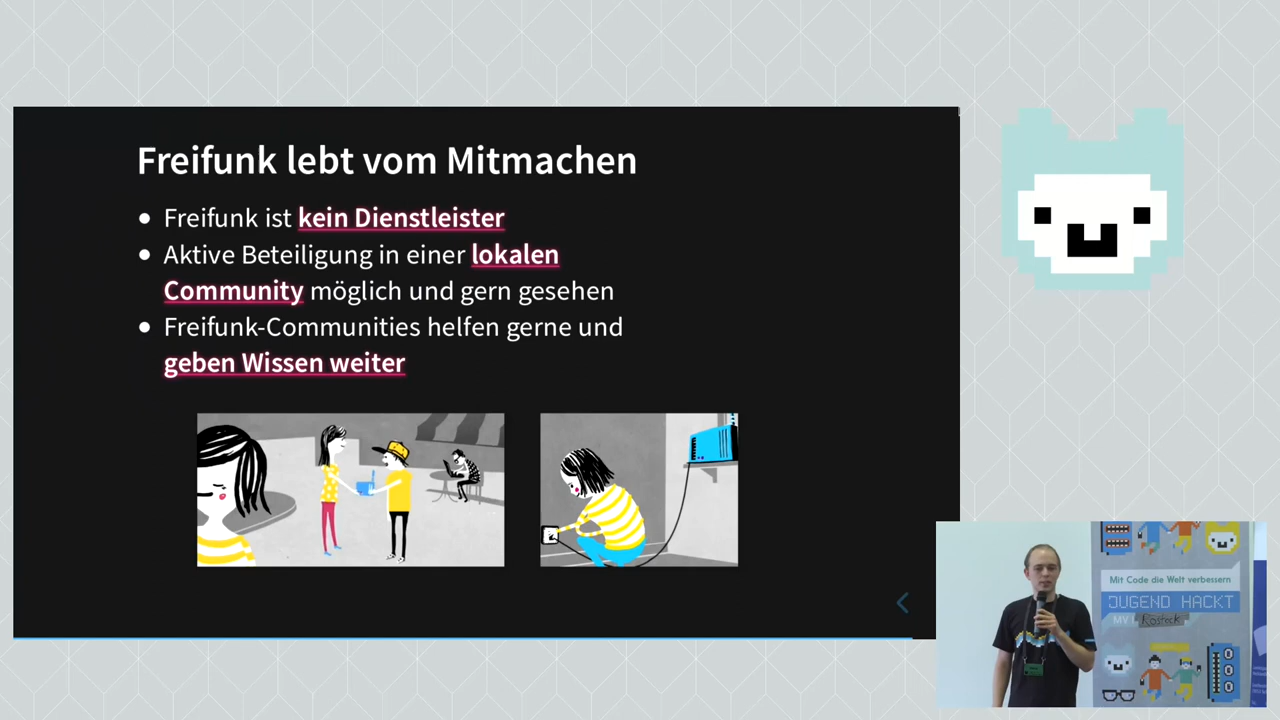 Freifunk lebt vom Mitmachen
Freifunk ist kein Dienstleister
Aktive Beteiligung in einer lokalen
Community möglich und gern gesehen
Freifunk-Communities helfen gerne und
geben Wissen weiter
Mit Code die Welt verbessern
JUGEND HACKT
MV | Rostock